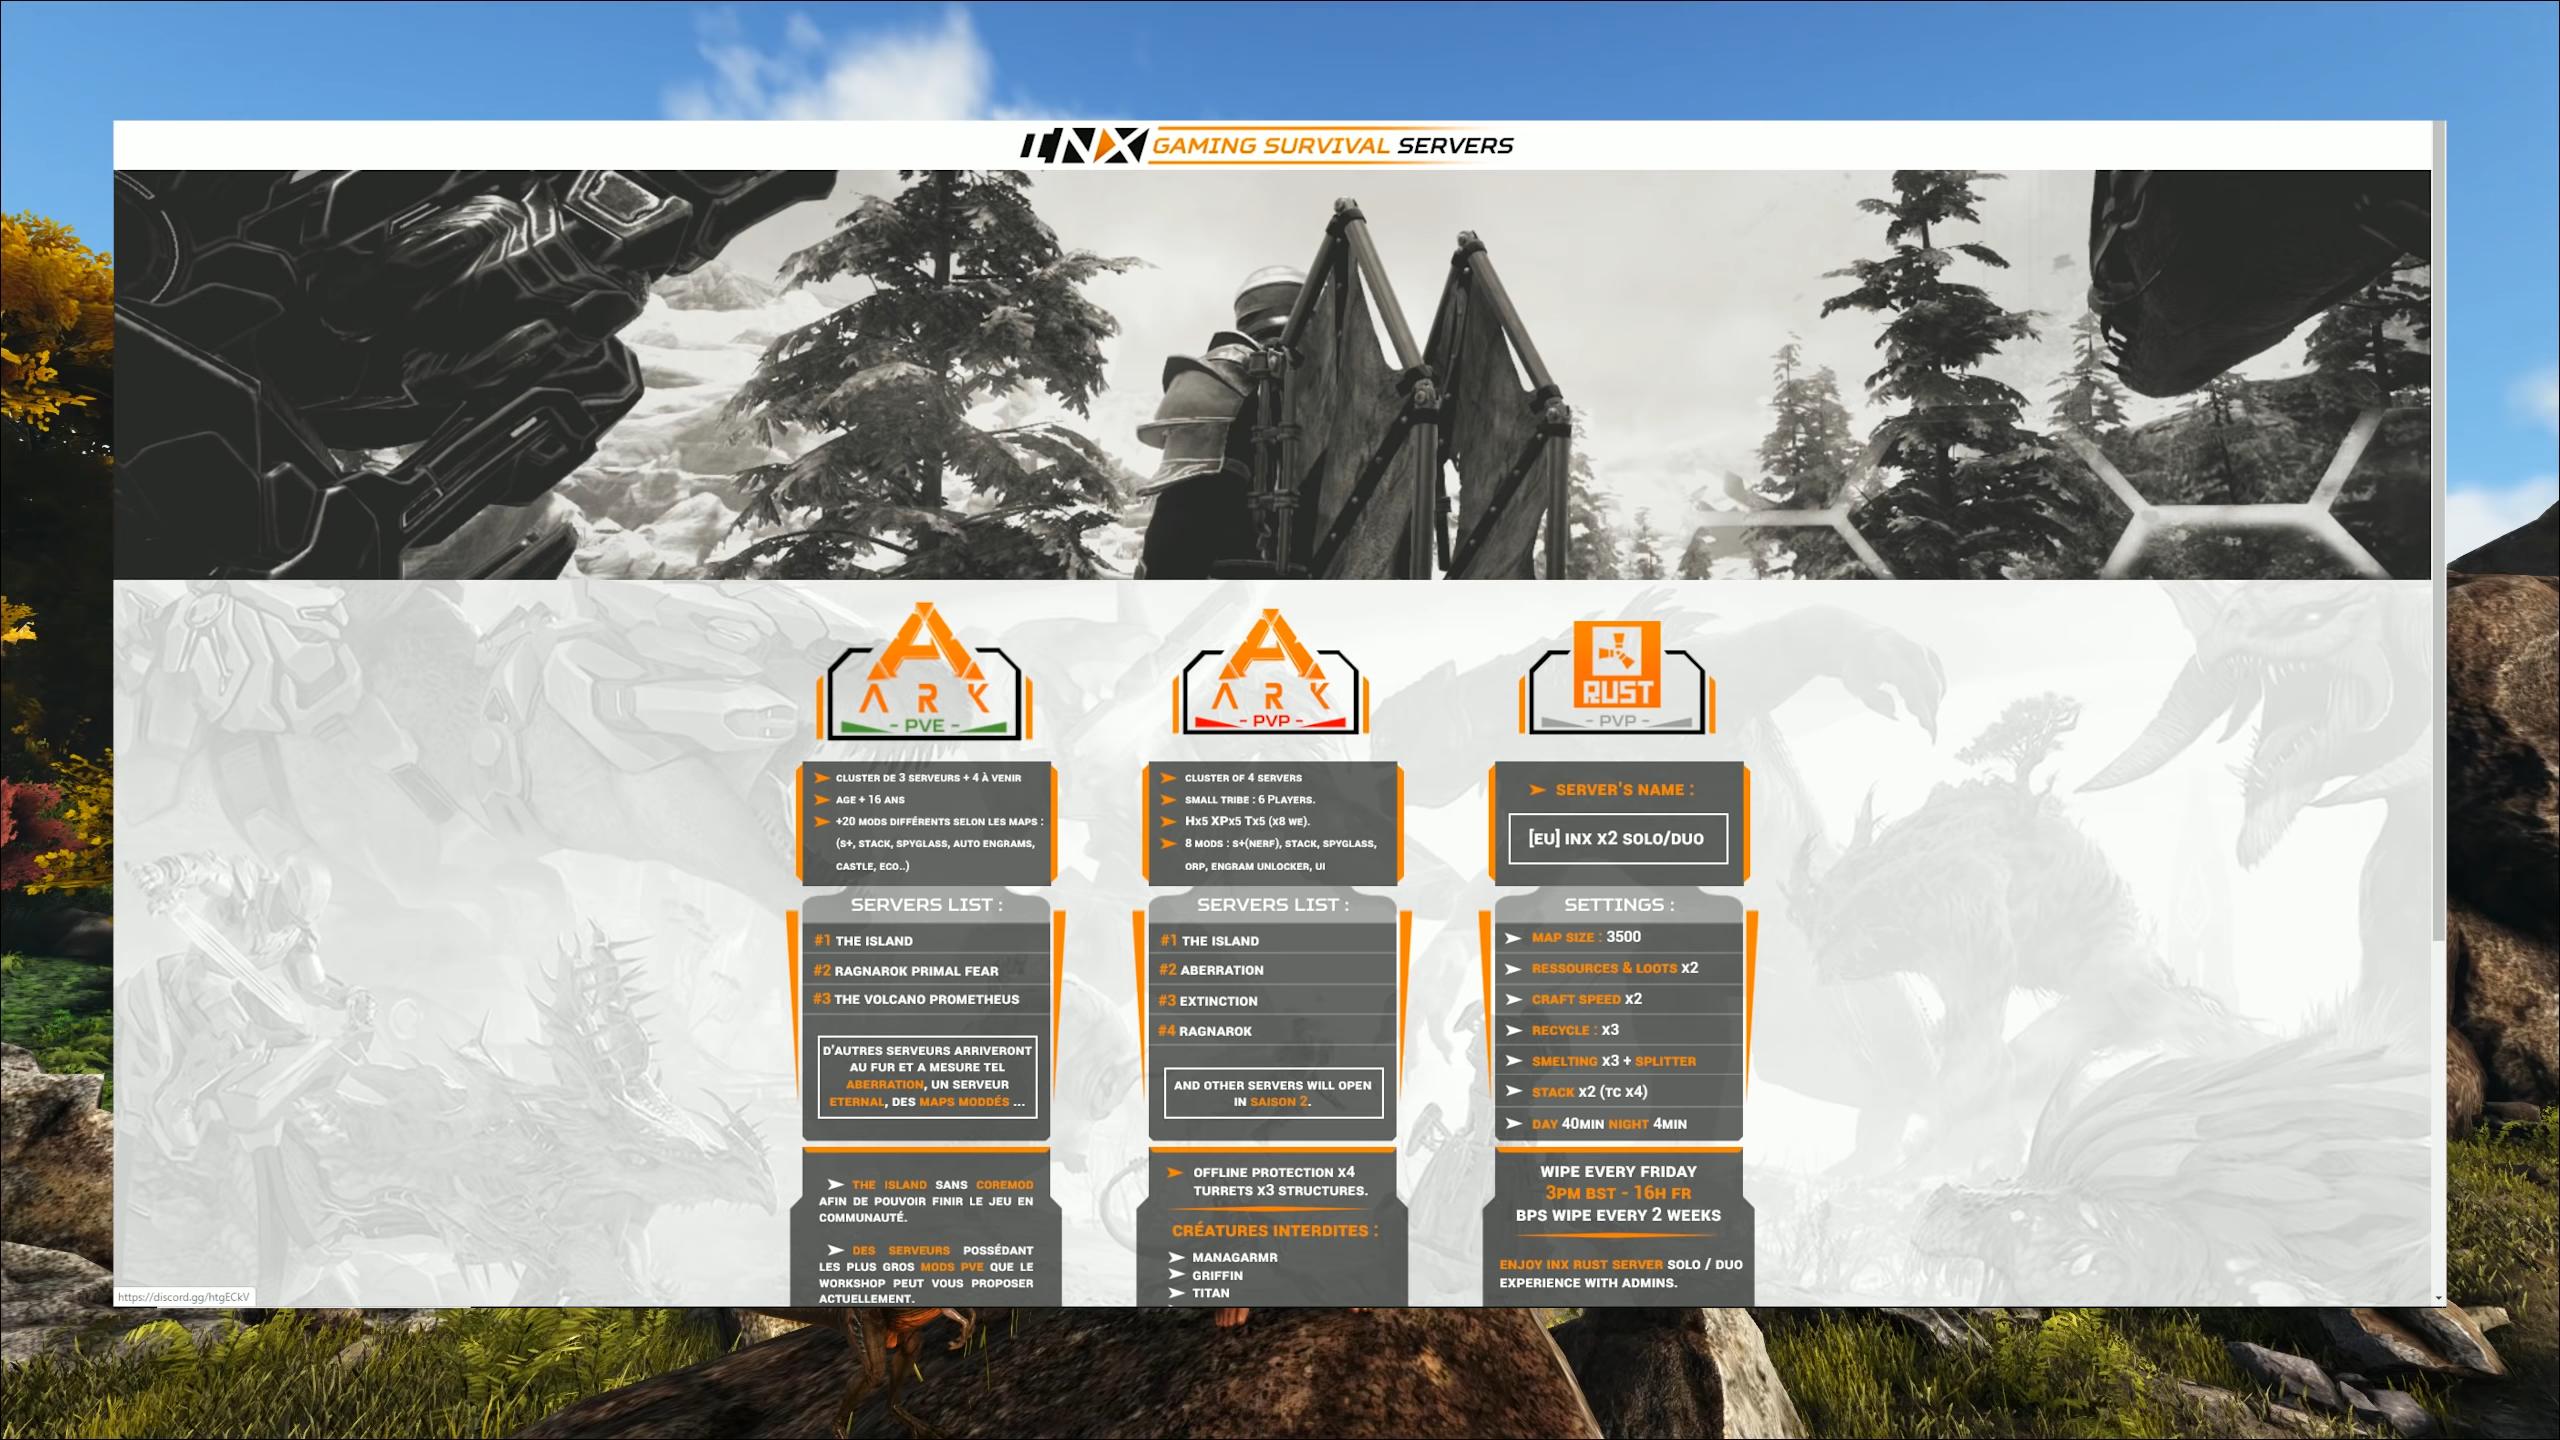 INX GAMING SURVIVAL SERVERS
ARK
- PVE -
CLUSTER DE 3 SERVEURS + 4 À VENIR
AGE + 16 ANS
+20 MODS DIFFÉRENTS SELON LES MAPS :
(S+, STACK, SPYGLASS, AUTO ENGRAMS,
CASTLE, ECO..)
SERVERS LIST :
#1 THE ISLAND
#2 RAGNAROK PRIMAL FEAR
#3 THE VOLCANO PROMETHEUS
D'AUTRES SERVEURS ARRIVERONT
AU FUR ET A MESURE TEL
ABERRATION, UN SERVEUR
ETERNAL, DES MAPS MODDÉS ...
THE ISLAND SANS COREMOD
AFIN DE POUVOIR FINIR LE JEU EN
COMMUNAUTÉ.
DES SERVEURS POSSÉDANT
LES PLUS GROS MODS PVE QUE LE
WORKSHOP PEUT VOUS PROPOSER
ACTUELLEMENT.
ARK
- PVP -
CLUSTER OF 4 SERVERS
SMALL TRIBE : 6 PLAYERS.
Hx5 XPx5 Tx5 (x8 WE).
8 MODS : S+(NERF), STACK, SPYGLASS,
ORP, ENGRAM UNLOCKER, UI
SERVERS LIST :
#1 THE ISLAND
#2 ABERRATION
#3 EXTINCTION
#4 RAGNAROK
AND OTHER SERVERS WILL OPEN
IN SAISON 2.
OFFLINE PROTECTION X4
TURRETS X3 STRUCTURES.
CRÉATURES INTERDITES :
MANAGARMR
GRIFFIN
TITAN
RUST
- PVP -
SERVER'S NAME :
[EU] INX X2 SOLO/DUO
SETTINGS :
MAP SIZE : 3500
RESSOURCES & LOOTS X2
CRAFT SPEED X2
RECYCLE : X3
SMELTING X3 + SPLITTER
STACK X2 (TC X4)
DAY 40MIN NIGHT 4MIN
WIPE EVERY FRIDAY
3PM BST - 16H FR
BPS WIPE EVERY 2 WEEKS
ENJOY INX RUST SERVER SOLO / DUO
EXPERIENCE WITH ADMINS.
https://discord.gg/htgECkV